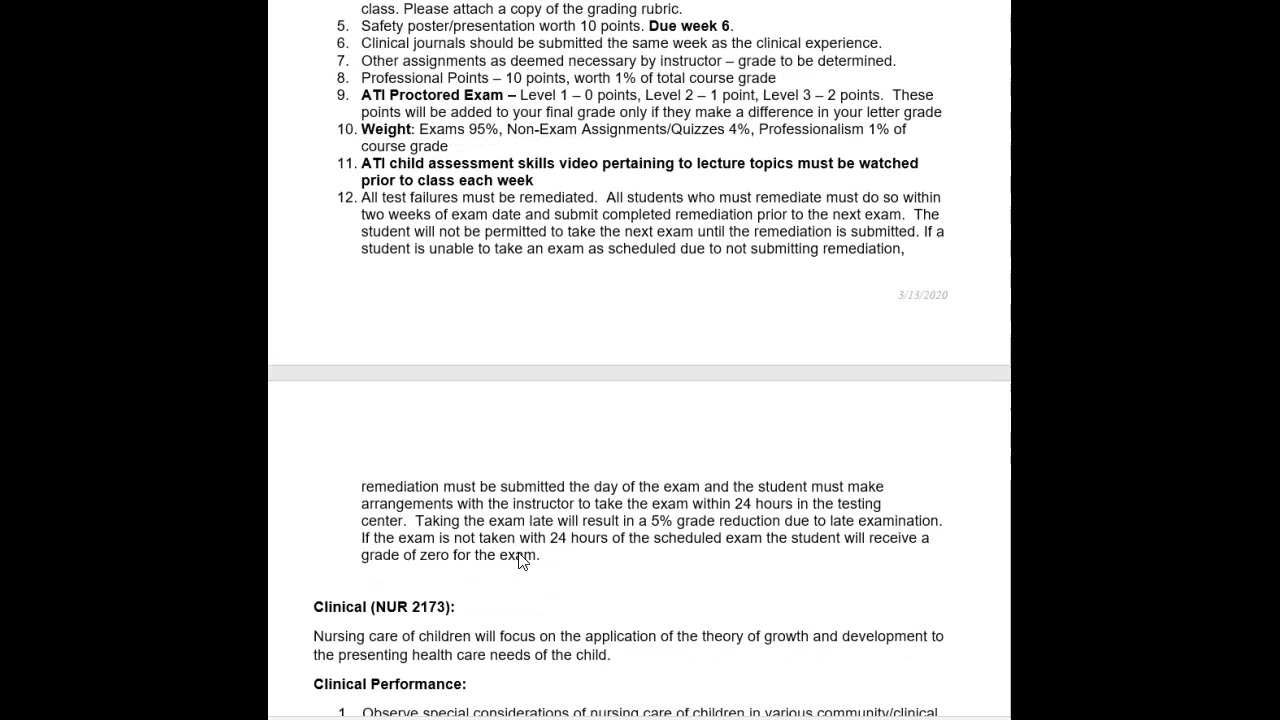 class. Please attach a copy of the grading rubric.
5. Safety poster/presentation worth 10 points. Due week 6.
6. Clinical journals should be submitted the same week as the clinical experience.
7. Other assignments as deemed necessary by instructor – grade to be determined.
8. Professional Points – 10 points, worth 1% of total course grade
9. ATI Proctored Exam – Level 1 – 0 points, Level 2 – 1 point, Level 3 – 2 points.  These
points will be added to your final grade only if they make a difference in your letter grade
10. Weight: Exams 95%, Non-Exam Assignments/Quizzes 4%, Professionalism 1% of
course grade
11. ATI child assessment skills video pertaining to lecture topics must be watched
prior to class each week
12. All test failures must be remediated.  All students who must remediate must do so within
two weeks of exam date and submit completed remediation prior to the next exam.  The
student will not be permitted to take the next exam until the remediation is submitted. If a
student is unable to take an exam as scheduled due to not submitting remediation,
3/13/2020
remediation must be submitted the day of the exam and the student must make
arrangements with the instructor to take the exam within 24 hours in the testing
center.  Taking the exam late will result in a 5% grade reduction due to late examination.
If the exam is not taken with 24 hours of the scheduled exam the student will receive a
grade of zero for the exam.
Clinical (NUR 2173):
Nursing care of children will focus on the application of the theory of growth and development to
the presenting health care needs of the child.
Clinical Performance:
1. Observe special considerations of nursing care of children in various community/clinical